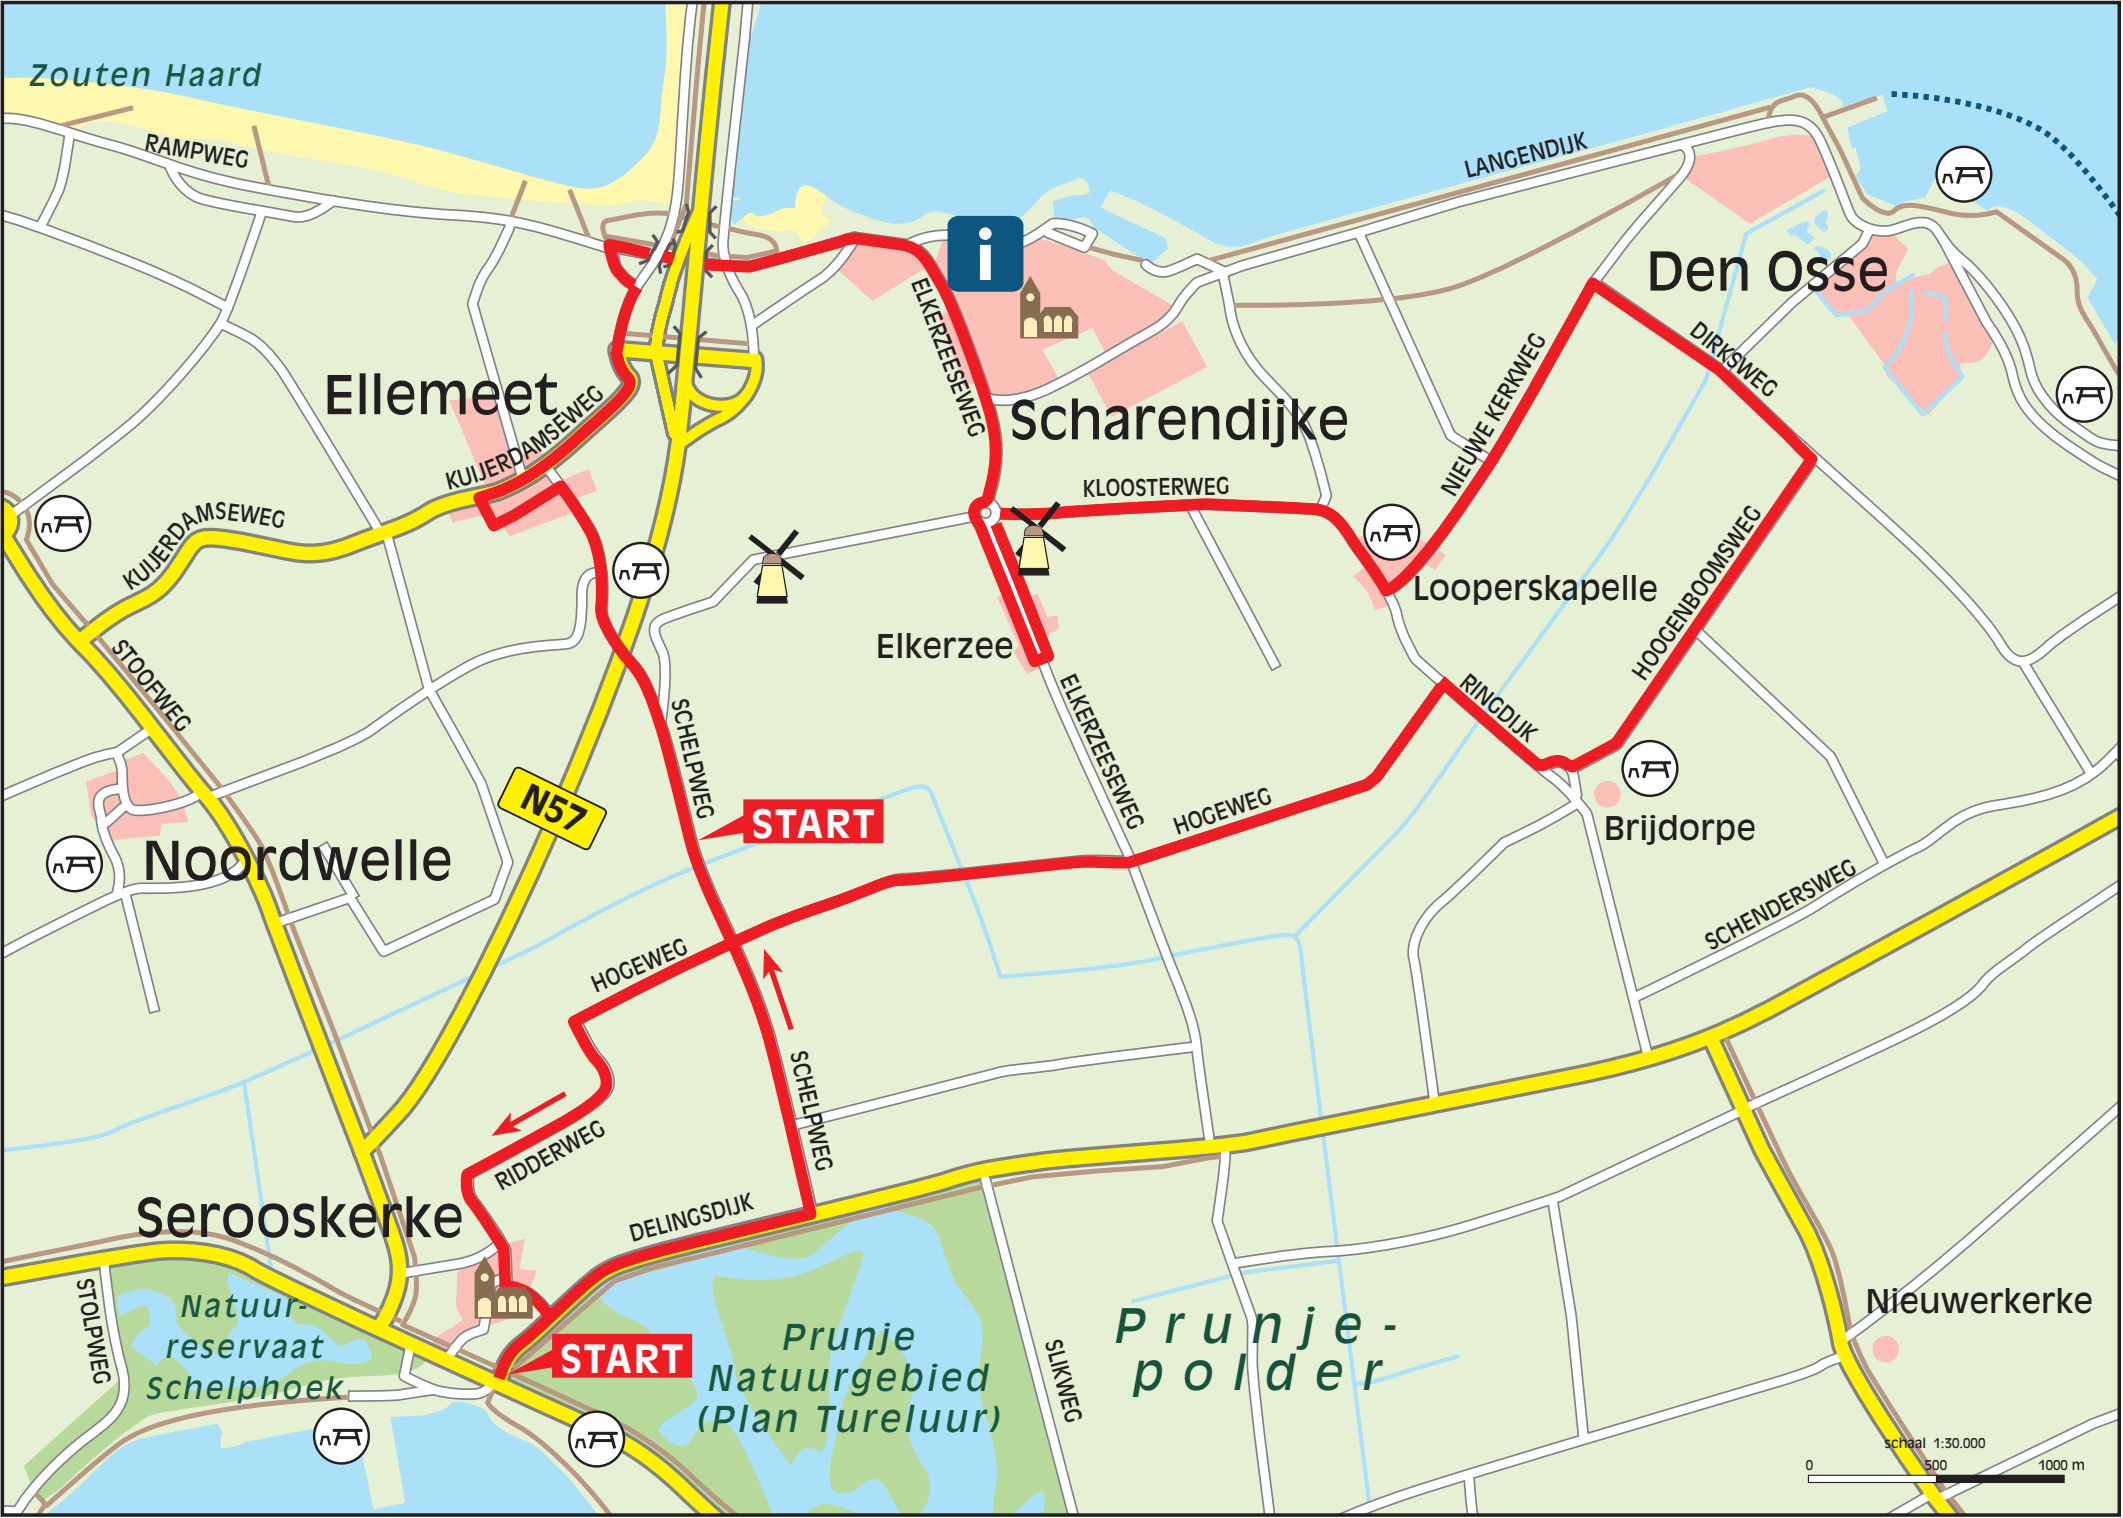 Zouten Haard
RAMPWEG
LANGENDIJK
i
Den Osse
ELKERZEESEWEG
DIRKSWEG
NIEUWE KERKWEG
Ellemeet
KUIJERDAMSEWEG
Scharendijke
KLOOSTERWEG
KUIJERDAMSEWEG
HOOGENBOOMSWEG
Looperskapelle
Elkerzee
STOOFWEG
SCHELPWEG
ELKERZEESEWEG
RINGDIJK
N57
START
HOGEWEG
Brijdorpe
Noordwelle
SCHENDERSWEG
HOGEWEG
SCHELPWEG
RIDDERWEG
Serooskerke
DELINGSDIJK
STOLPWEG
Natuur-
reservaat
Schelphoek
START
Prunje
Natuurgebied
(Plan Tureluur)
SLIKWEG
Prunje-
polder
Nieuwerkerke
schaal 1:30.000
0 500 1000 m